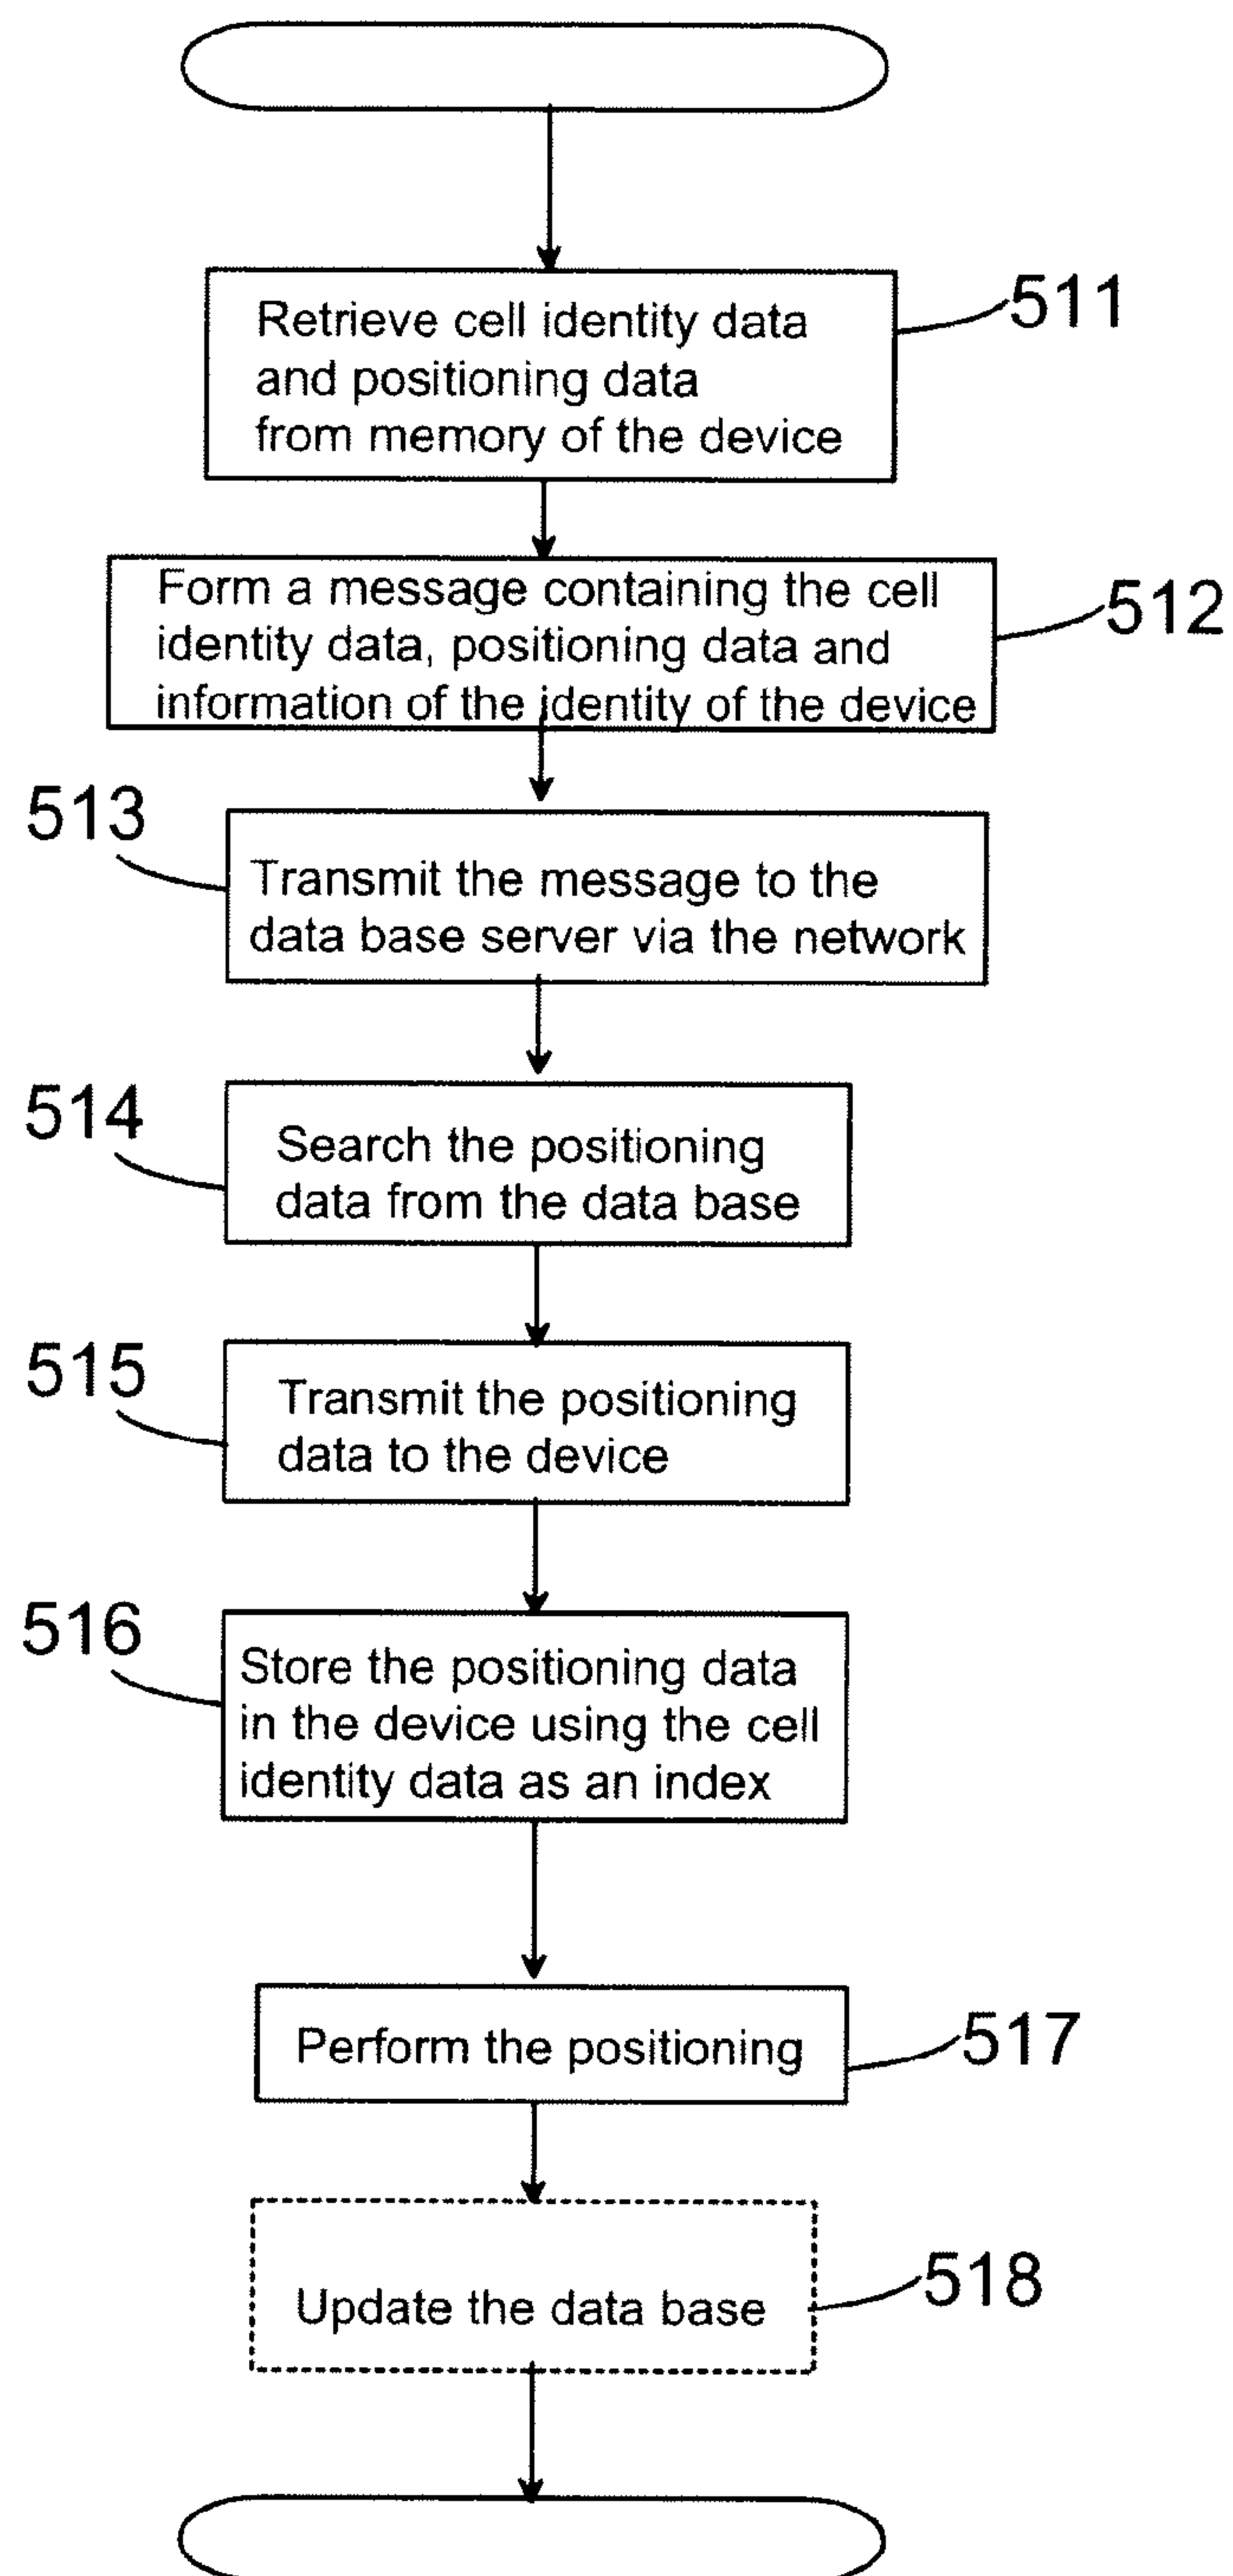 Retrieve cell identity data
and positioning data
from memory of the device
511
Form a message containing the cell
identity data, positioning data and
information of the identity of the device
512
513
Transmit the message to the
data base server via the network
514
Search the positioning
data from the data base
515
Transmit the positioning
data to the device
516
Store the positioning data
in the device using the cell
identity data as an index
Perform the positioning
517
Update the data base
518